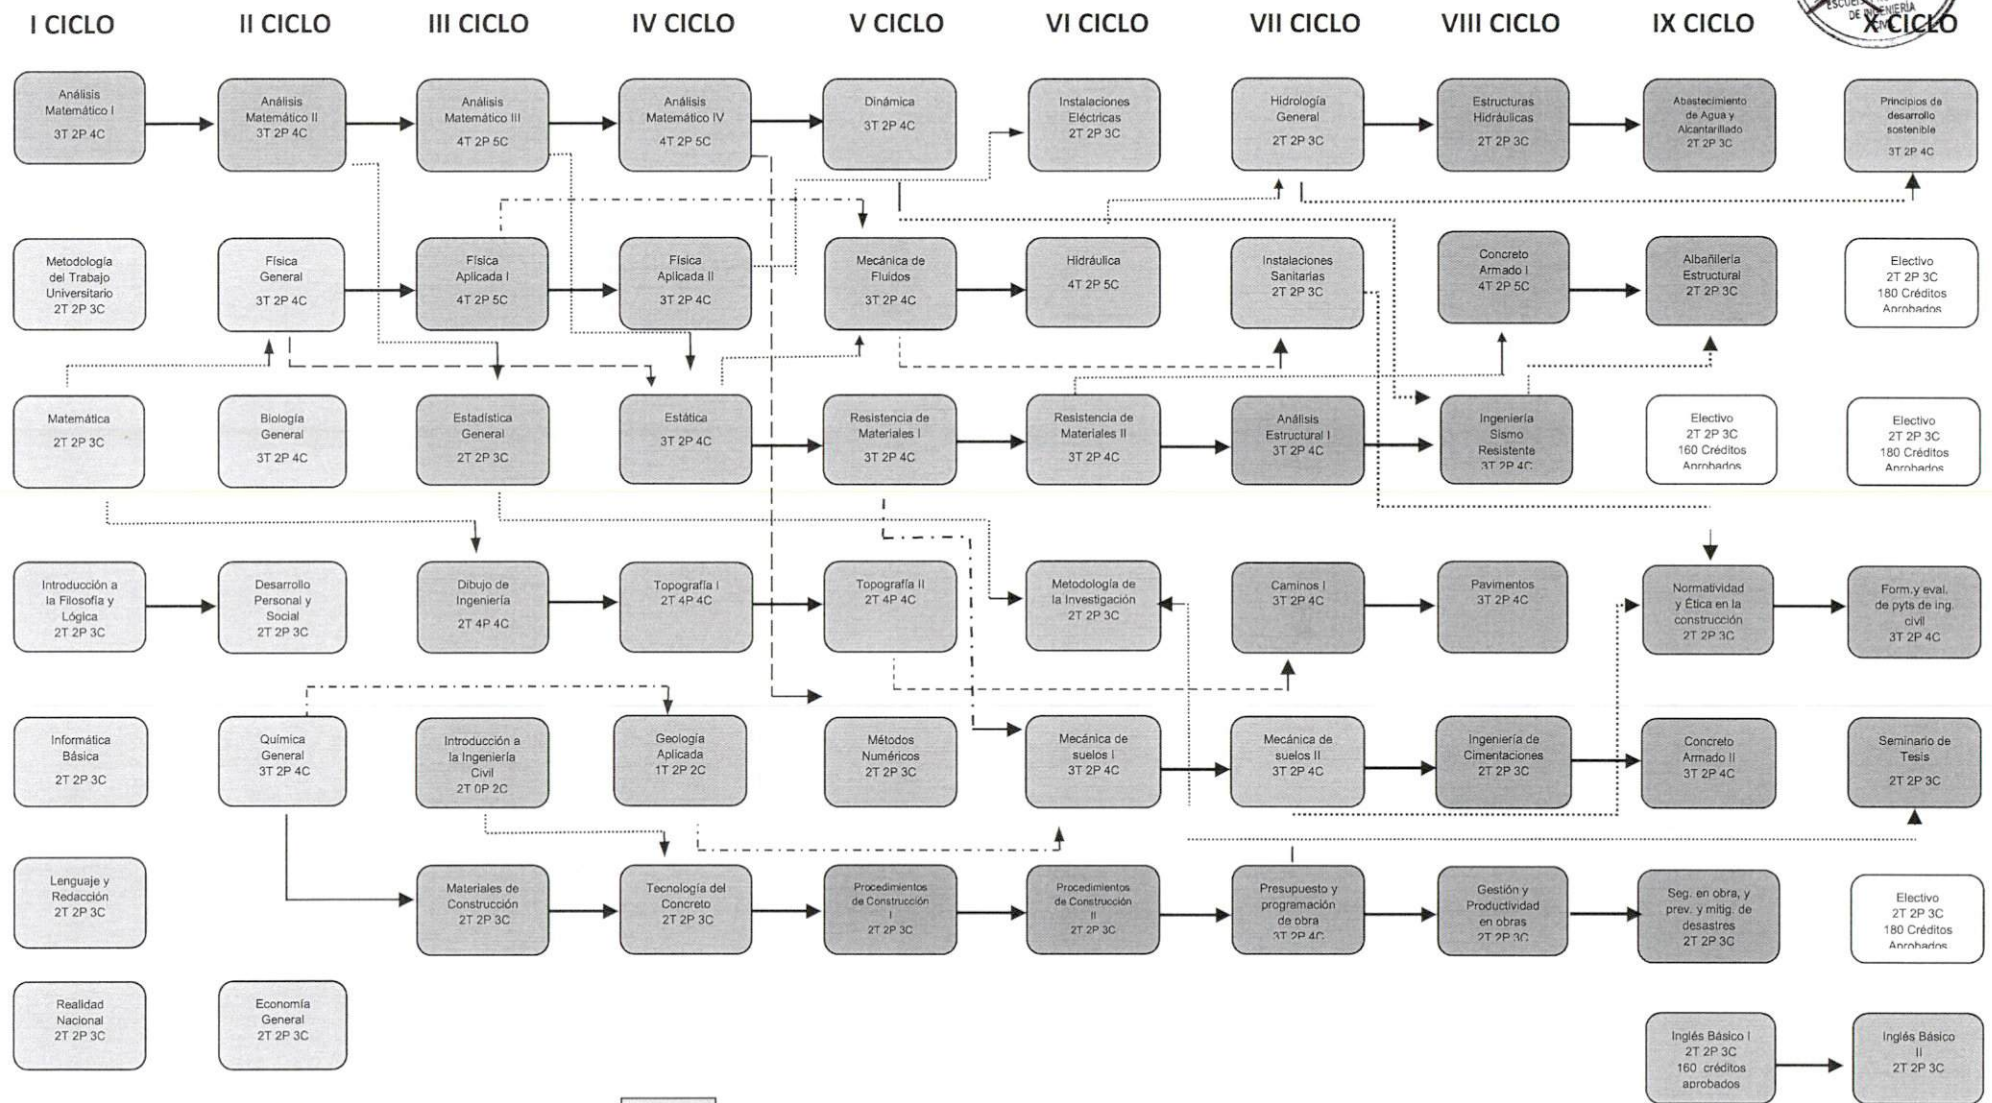 I CICLO
II CICLO
III CICLO
IV CICLO
V CICLO
VI CICLO
VII CICLO
VIII CICLO
IX CICLO
X CICLO
DE INGENIERÍA
CIVIL
Análisis
Matemático I
3T 2P 4C
Análisis
Matemático II
3T 2P 4C
Análisis
Matemático III
4T 2P 5C
Análisis
Matemático IV
4T 2P 5C
Dinámica
3T 2P 4C
Instalaciones
Eléctricas
2T 2P 3C
Hidrología
General
2T 2P 3C
Estructuras
Hidráulicas
2T 2P 3C
Abastecimiento
de Agua y
Alcantarillado
2T 2P 3C
Principios de
desarrollo
sostenible
3T 2P 4C
Metodología
del Trabajo
Universitario
2T 2P 3C
Física
General
3T 2P 4C
Física
Aplicada I
4T 2P 5C
Física
Aplicada II
3T 2P 4C
Mecánica de
Fluidos
3T 2P 4C
Hidráulica
4T 2P 5C
Instalaciones
Sanitarias
2T 2P 3C
Concreto
Armado I
4T 2P 5C
Albañilería
Estructural
2T 2P 3C
Electivo
2T 2P 3C
180 Créditos
Aprobados
Matemática
2T 2P 3C
Biología
General
3T 2P 4C
Estadística
General
2T 2P 3C
Estática
3T 2P 4C
Resistencia de
Materiales I
3T 2P 4C
Resistencia de
Materiales II
3T 2P 4C
Análisis
Estructural I
3T 2P 4C
Ingeniería
Sismo
Resistente
3T 2P 4C
Electivo
2T 2P 3C
160 Créditos
Aprobados
Electivo
2T 2P 3C
180 Créditos
Aprobados
Introducción a
la Filosofía y
Lógica
2T 2P 3C
Desarrollo
Personal y
Social
2T 2P 3C
Dibujo de
Ingeniería
2T 4P 4C
Topografía I
2T 4P 4C
Topografía II
2T 4P 4C
Metodología de
la Investigación
2T 2P 3C
Caminos I
3T 2P 4C
Pavimentos
3T 2P 4C
Normatividad
y Ética en la
construcción
2T 2P 3C
Form.y eval.
de pyts de ing.
civil
3T 2P 4C
Informática
Básica
2T 2P 3C
Química
General
3T 2P 4C
Introducción a
la Ingeniería
Civil
2T 0P 2C
Geología
Aplicada
1T 2P 2C
Métodos
Numéricos
2T 2P 3C
Mecánica de
suelos I
3T 2P 4C
Mecánica de
suelos II
3T 2P 4C
Ingeniería de
Cimentaciones
2T 2P 3C
Concreto
Armado II
3T 2P 4C
Seminario de
Tesis
2T 2P 3C
Lenguaje y
Redacción
2T 2P 3C
Materiales de
Construcción
2T 2P 3C
Tecnología del
Concreto
2T 2P 3C
Procedimientos
de Construcción
I
2T 2P 3C
Procedimientos
de Construcción
II
2T 2P 3C
Presupuesto y
programación
de obra
3T 2P 4C
Gestión y
Productividad
en obras
2T 2P 3C
Seg. en obra, y
prev. y mitig. de
desastres
2T 2P 3C
Electivo
2T 2P 3C
180 Créditos
Aprobados
Realidad
Nacional
2T 2P 3C
Economía
General
2T 2P 3C
Inglés Básico I
2T 2P 3C
160 créditos
aprobados
Inglés Básico
II
2T 2P 3C